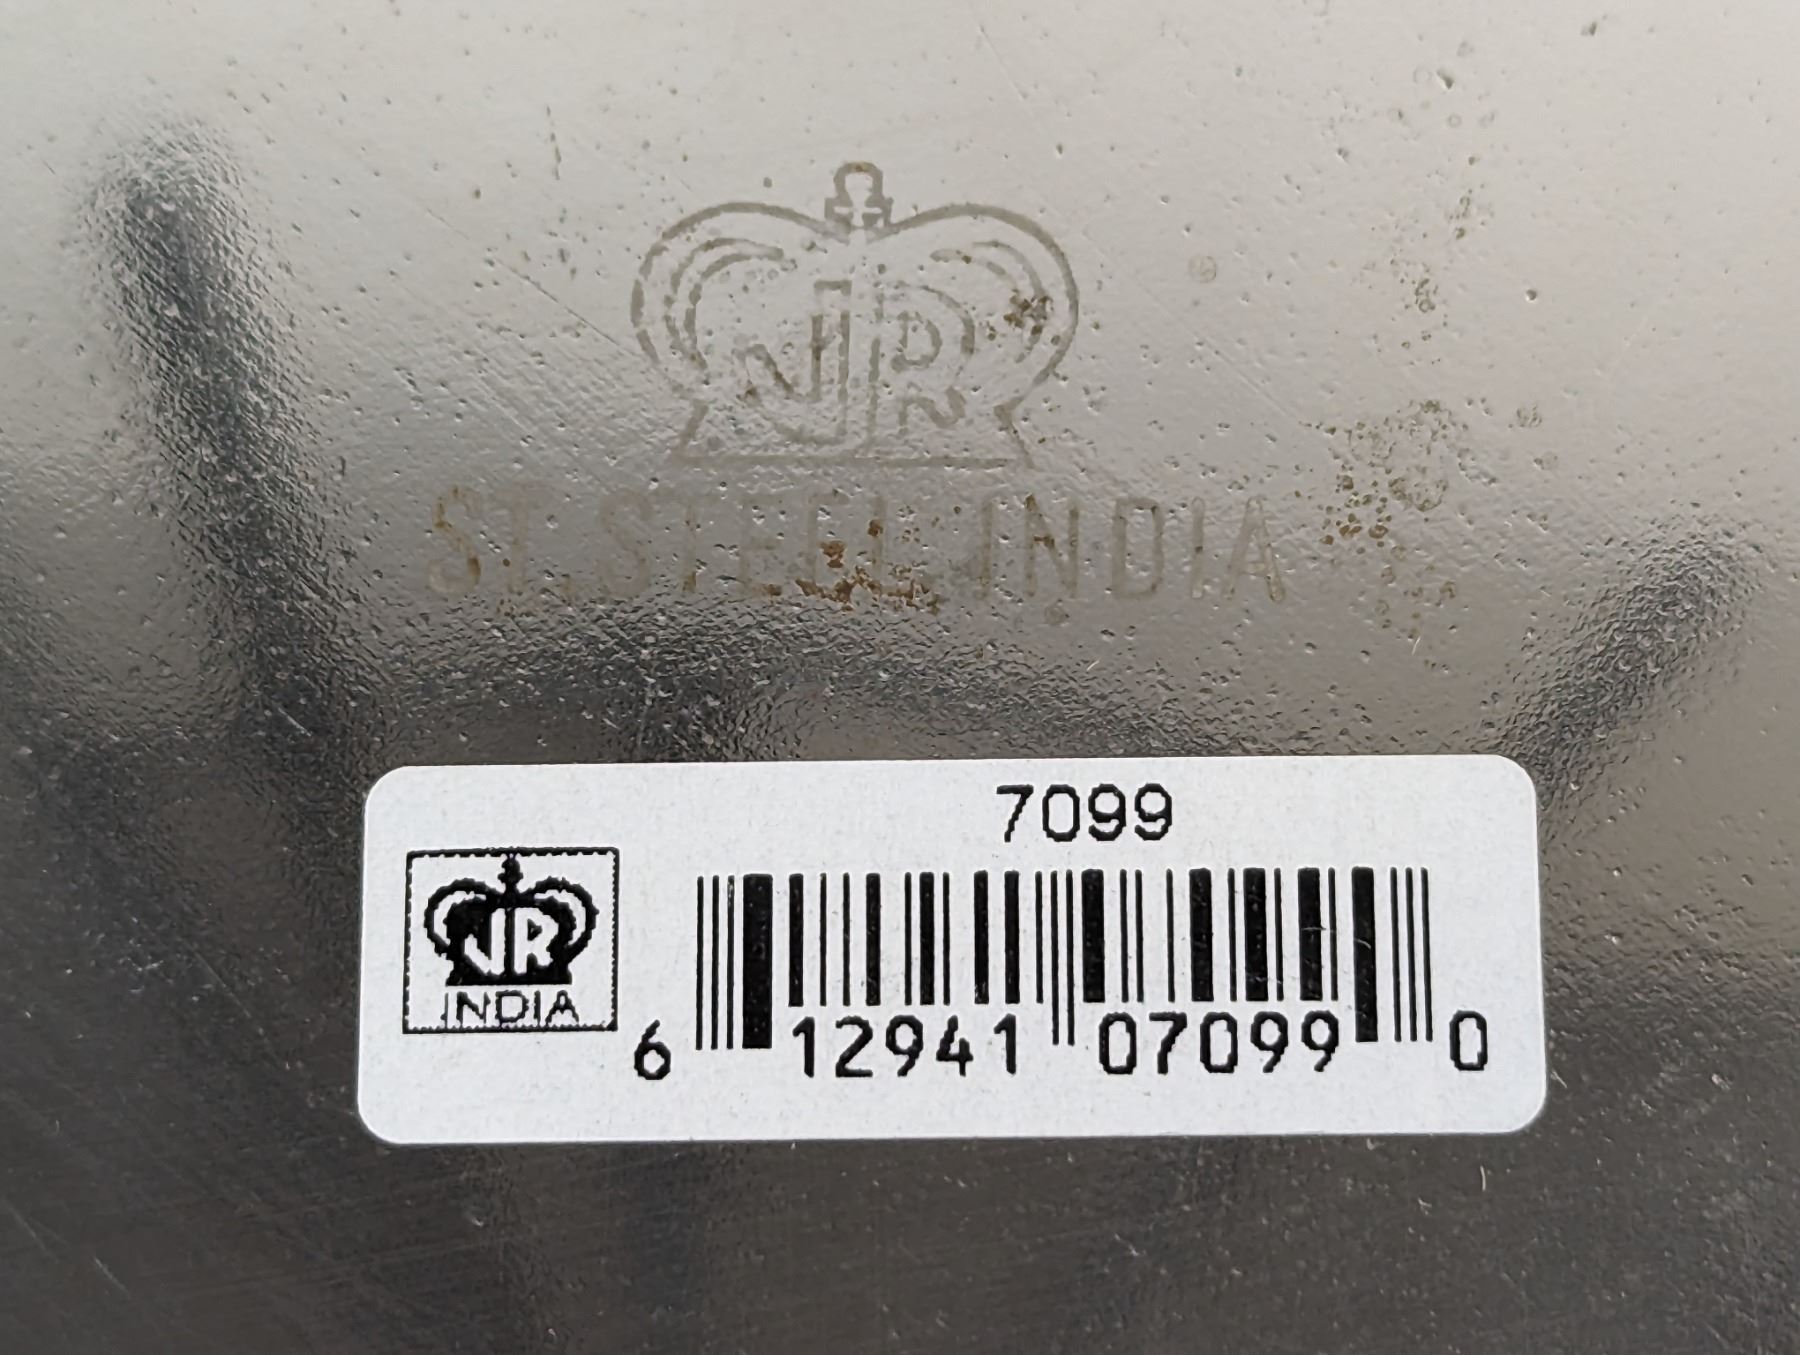 JR
ST. STEEL INDIA
7099
JR
INDIA
6 12941 07099 0